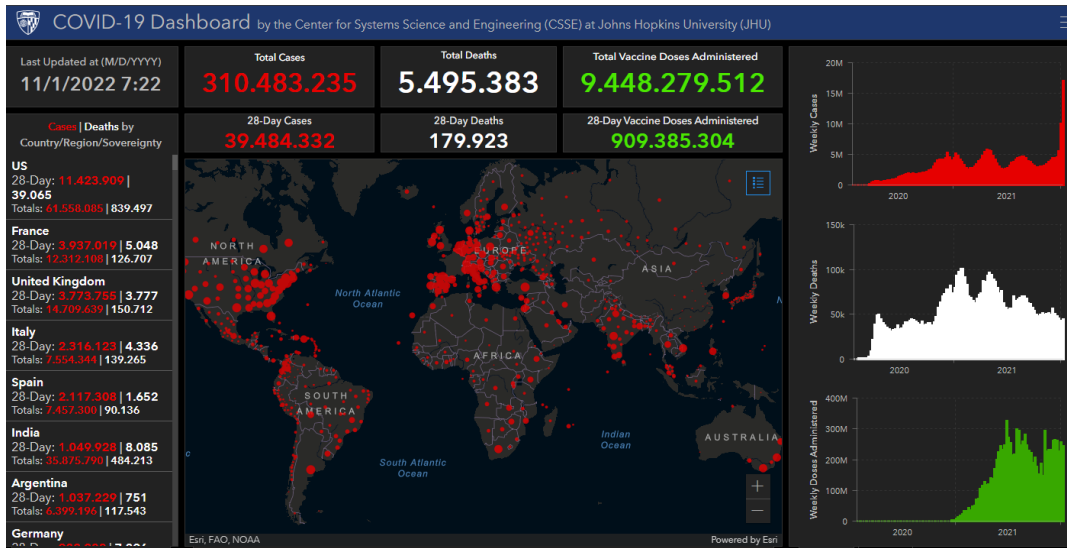 COVID-19 Dashboard by the Center for Systems Science and Engineering (CSSE) at Johns Hopkins University (JHU)
Last Updated at (M/D/YYYY)
11/1/2022 7:22
Total Cases
310.483.235
Total Deaths
5.495.383
Total Vaccine Doses Administered
9.448.279.512
28-Day Cases
39.484.332
28-Day Deaths
179.923
28-Day Vaccine Doses Administered
909.385.304
Cases | Deaths by
Country/Region/Sovereignty
US
28-Day: 11.423.909 |
39.065
Totals: 61.558.085 | 839.497
France
28-Day: 3.937.019 | 5.048
Totals: 12.312.108 | 126.707
United Kingdom
28-Day: 3.773.755 | 3.777
Totals: 14.709.639 | 150.712
Italy
28-Day: 2.316.123 | 4.336
Totals: 7.554.344 | 139.265
Spain
28-Day: 2.117.308 | 1.652
Totals: 7.457.300 | 90.136
India
28-Day: 1.049.928 | 8.085
Totals: 35.875.790 | 484.213
Argentina
28-Day: 1.037.229 | 751
Totals: 6.399.196 | 117.543
Germany
28-Day:
NORTH
AMERICA
EUROPE
ASIA
North Atlantic
Ocean
AFRICA
SOUTH
AMERICA
Indian
Ocean
AUSTRALIA
South Atlantic
Ocean
+
−
Esri, FAO, NOAA
Powered by Esri
Weekly Cases
20M
15M
10M
5M
0
2020
2021
Weekly Deaths
150k
100k
50k
0
2020
2021
Weekly Doses Administered
400M
300M
200M
100M
0
2020
2021